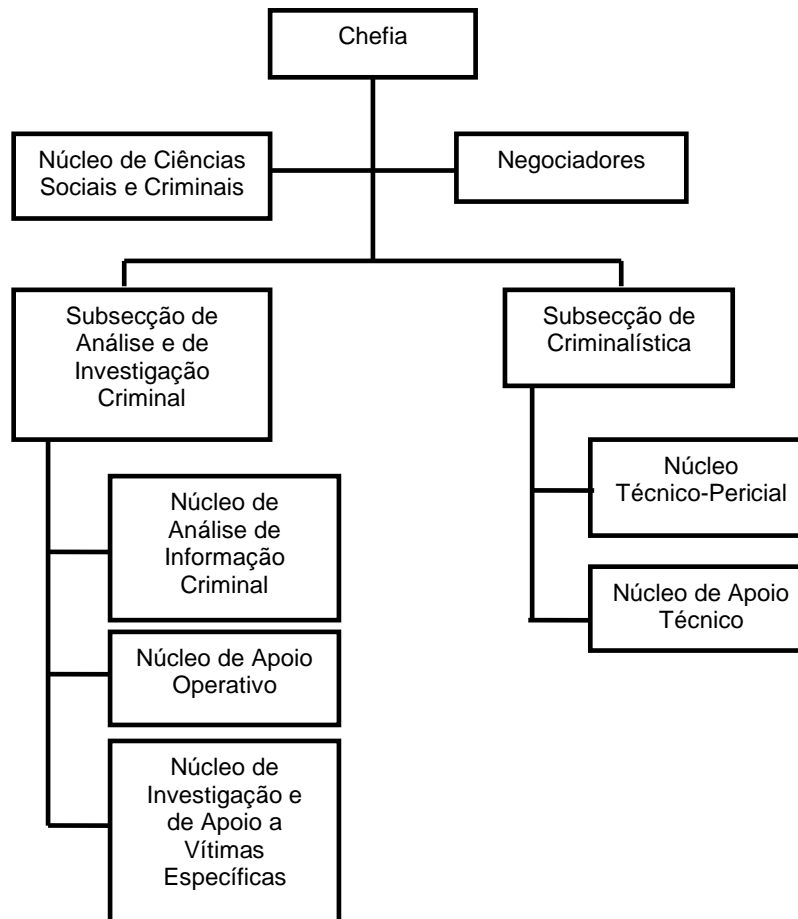 Chefia
Núcleo de Ciências
Sociais e Criminais
Negociadores
Subsecção de
Análise e de
Investigação
Criminal
Subsecção de
Criminalística
Núcleo de
Análise de
Informação
Criminal
Núcleo
Técnico-Pericial
Núcleo de Apoio
Operativo
Núcleo de Apoio
Técnico
Núcleo de
Investigação e
de Apoio a
Vítimas
Específicas